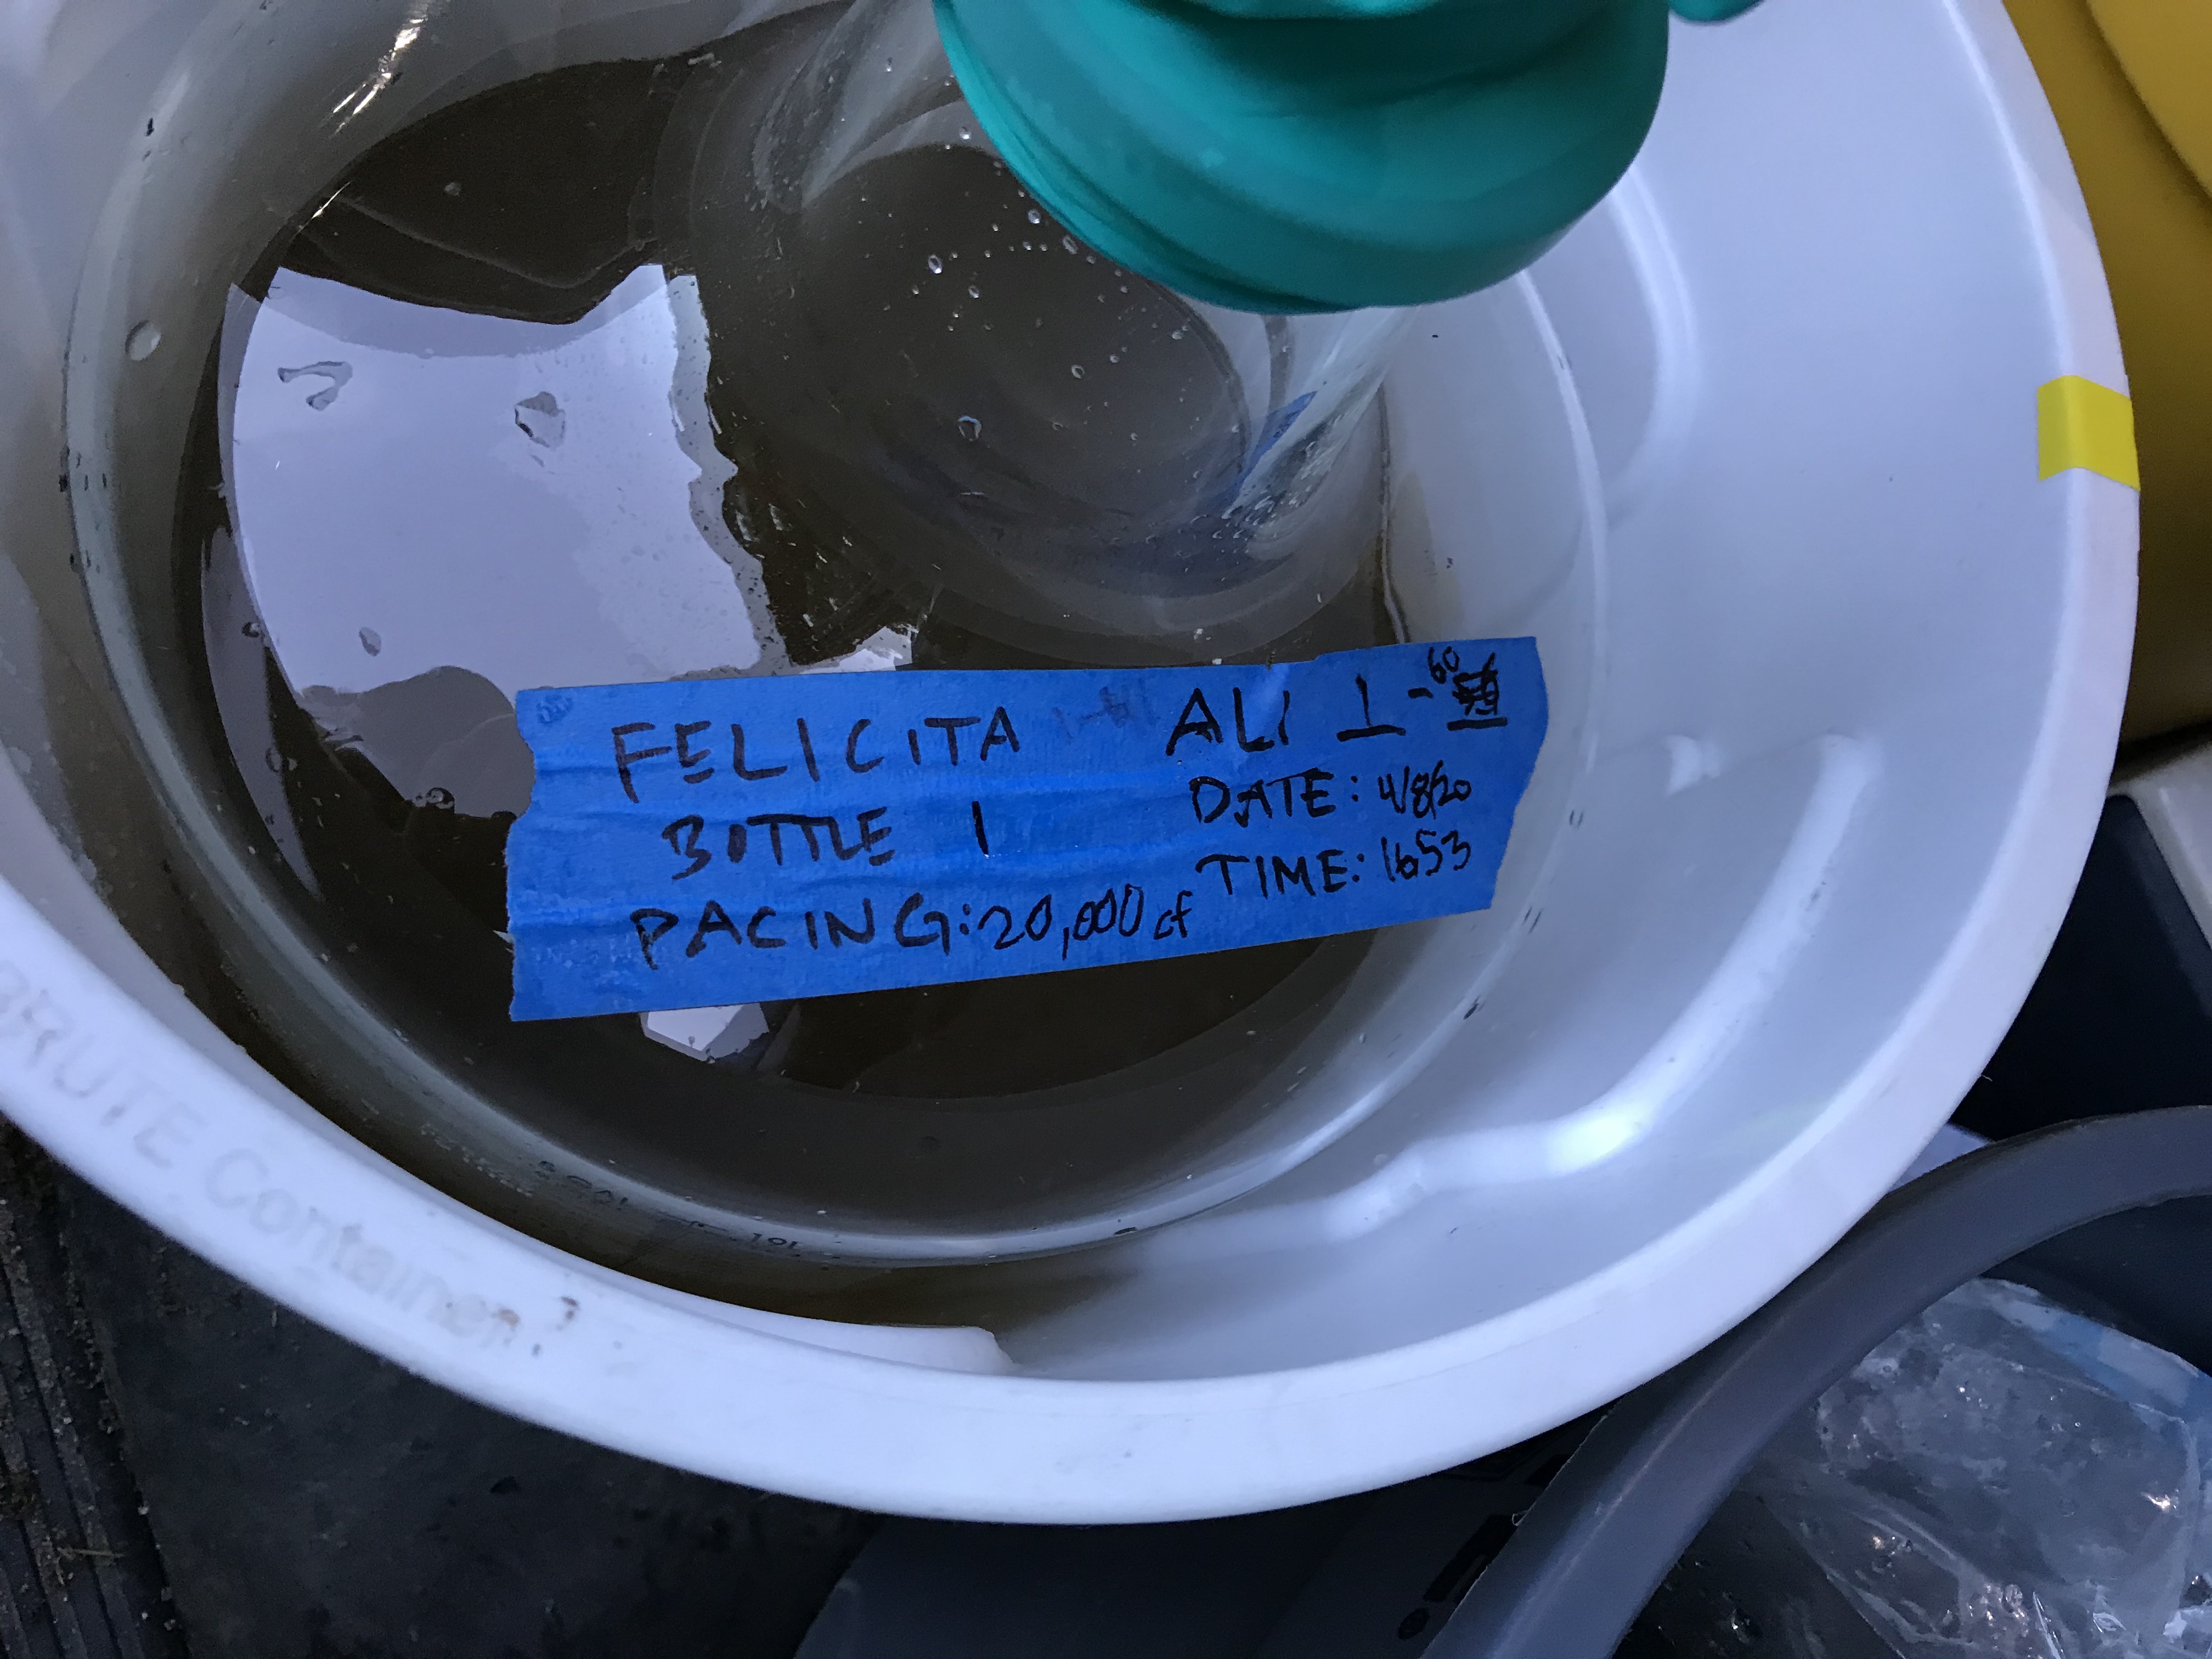 FELICITA
BOTTLE 1
PACING: 20,000 cf
ALI 1-60
DATE: 4/8/20
TIME: 1653
BRUTE Container